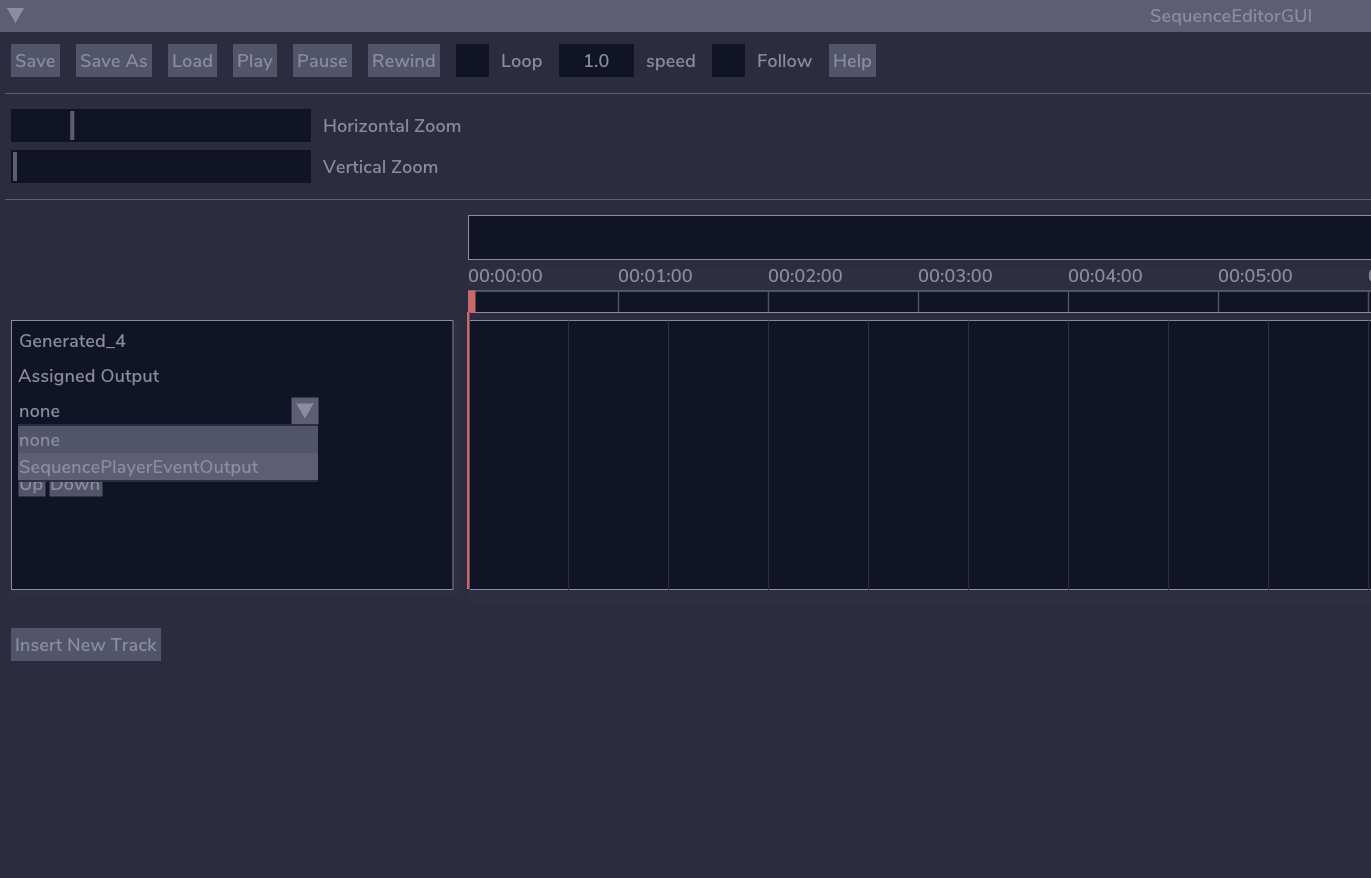 SequenceEditorGUI
Save Save As Load Play Pause Rewind Loop 1.0 speed Follow Help
Horizontal Zoom
Vertical Zoom
00:00:00 00:01:00 00:02:00 00:03:00 00:04:00 00:05:00
Generated_4
Assigned Output
none
none
SequencePlayerEventOutput
Up Down
Insert New Track